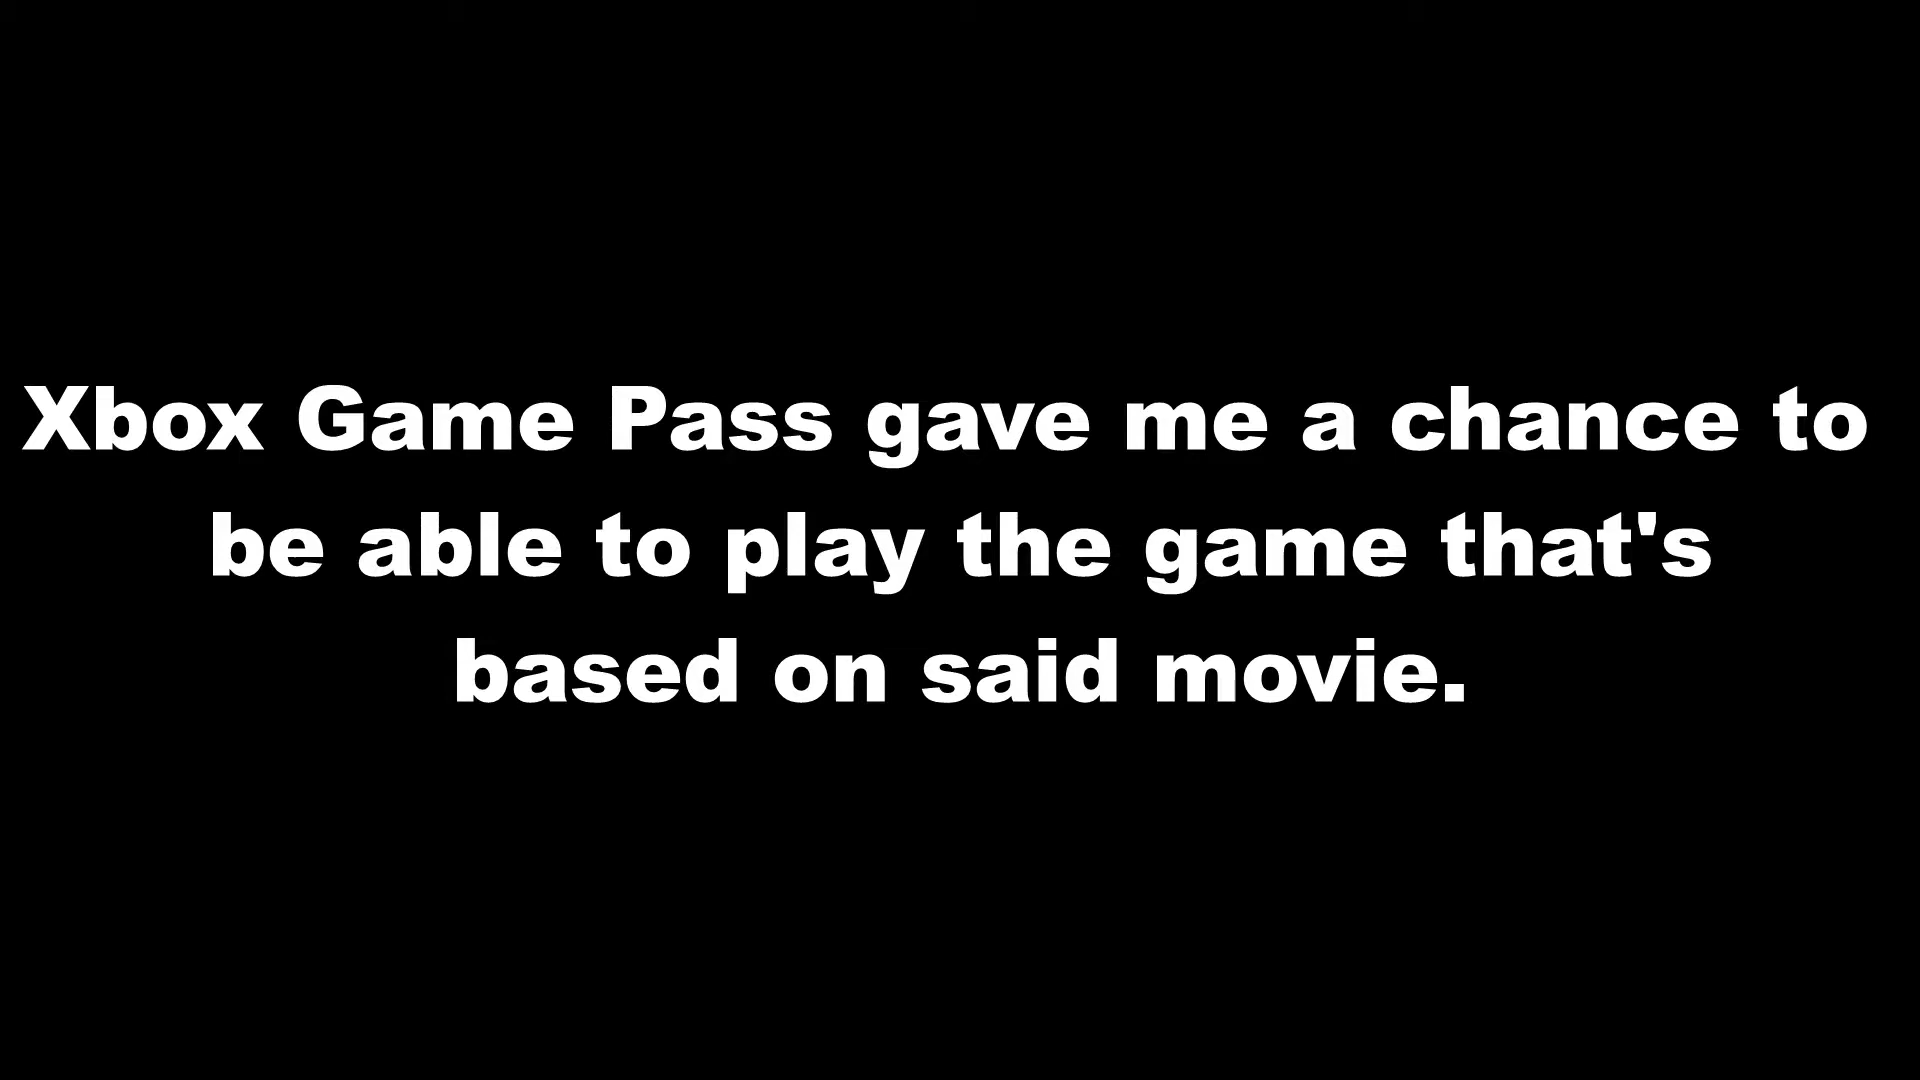 Xbox Game Pass gave me a chance to
be able to play the game that's
based on said movie.